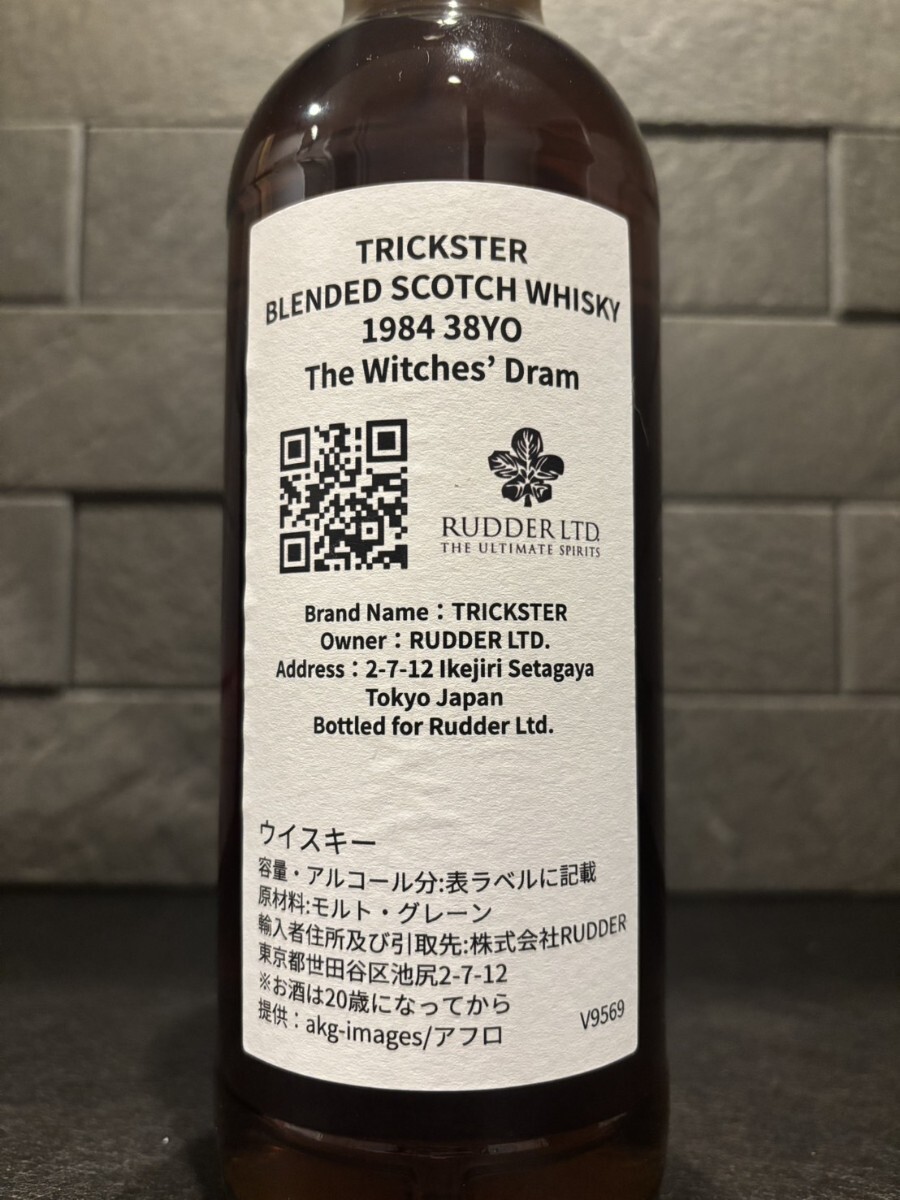 TRICKSTER
BLENDED SCOTCH WHISKY
1984 38YO
The Witches’ Dram
RUDDER LTD.
THE ULTIMATE SPIRITS
Brand Name：TRICKSTER
Owner：RUDDER LTD.
Address：2-7-12 Ikejiri Setagaya
Tokyo Japan
Bottled for Rudder Ltd.
ウイスキー
容量・アルコール分:表ラベルに記載
原材料:モルト・グレーン
輸入者住所及び引取先:株式会社RUDDER
東京都世田谷区池尻2-7-12
※お酒は20歳になってから
提供：akg-images/アフロ
V9569